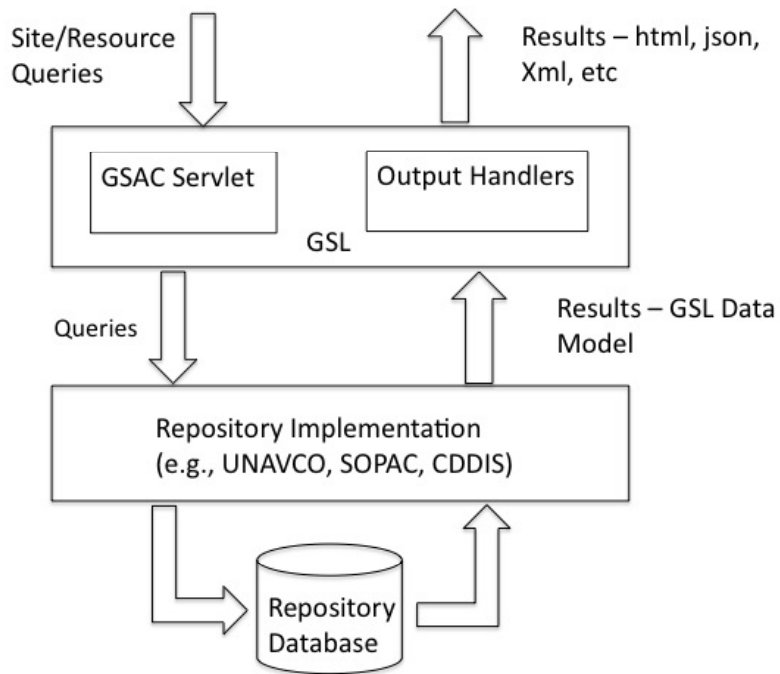 Site/Resource
Queries
Results – html, json,
Xml, etc
GSAC Servlet
Output Handlers
GSL
Queries
Results – GSL Data
Model
Repository Implementation
(e.g., UNAVCO, SOPAC, CDDIS)
Repository
Database